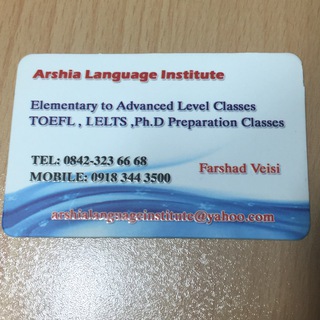 Arshia Language Institute
Elementary to Advanced Level Classes
TOEFL , I.ELTS ,Ph.D Preparation Classes
TEL: 0842-323 66 68
Farshad Veisi
MOBILE: 0918 344 3500
arshialanguageinstitute@yahoo.com